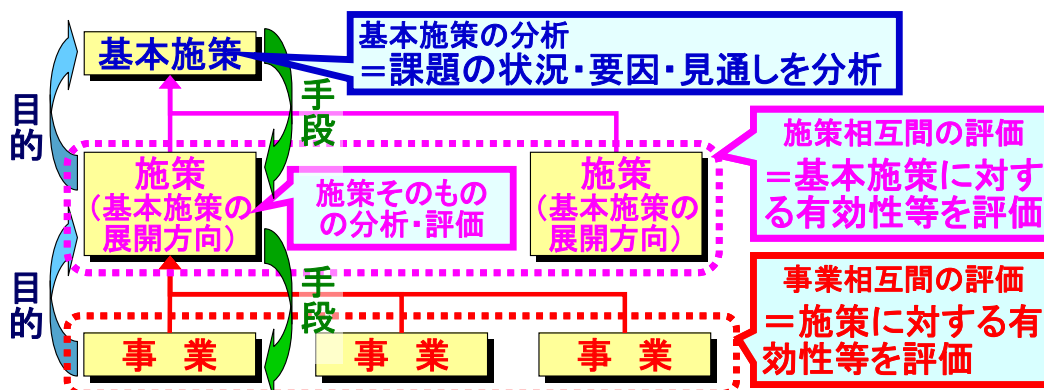 基本施策
基本施策の分析
＝課題の状況・要因・見通しを分析
目的
手段
施策
（基本施策の
展開方向）
施策そのもの
の分析・評価
施策
（基本施策の
展開方向）
施策相互間の評価
＝基本施策に対す
る有効性等を評価
目的
手段
事業相互間の評価
＝施策に対する有
効性等を評価
事業
事業
事業